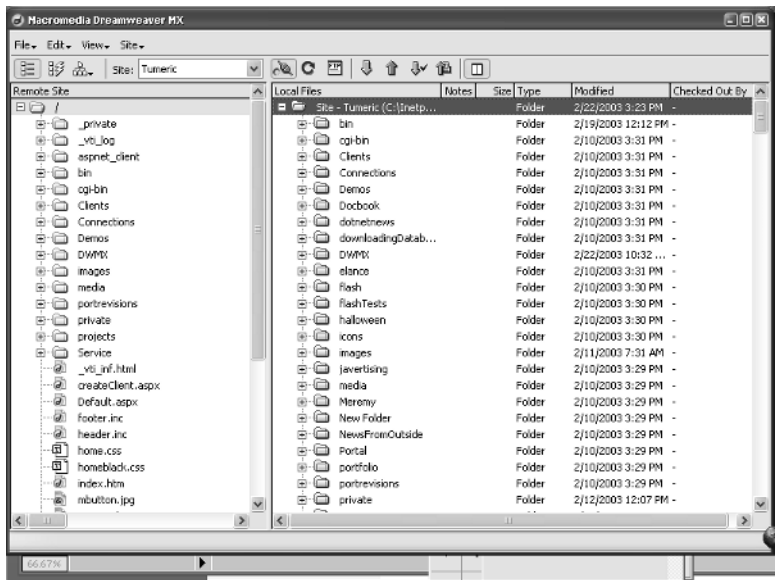 Macromedia Dreamweaver MX
File Edit View Site
Site: Tumeric
Remote Site
/
_private
_vti_log
aspnet_client
bin
cgi-bin
Clients
Connections
Demos
DWMX
images
media
portrevisions
private
projects
Service
_vti_inf.html
createClient.aspx
Default.aspx
footer.inc
header.inc
home.css
homeblack.css
index.htm
mbutton.jpg
Local Files Notes Size Type Modified Checked Out By
Site - Tumeric (C:\Inetp... Folder 2/22/2003 3:23 PM -
bin Folder 2/19/2003 12:12 PM -
cgi-bin Folder 2/10/2003 3:31 PM -
Clients Folder 2/10/2003 3:31 PM -
Connections Folder 2/10/2003 3:31 PM -
Demos Folder 2/10/2003 3:31 PM -
Docbook Folder 2/10/2003 3:31 PM -
dotnetnews Folder 2/10/2003 3:31 PM -
downloadingDatab... Folder 2/10/2003 3:31 PM -
DWMX Folder 2/22/2003 10:32 ... -
elance Folder 2/10/2003 3:31 PM -
flash Folder 2/10/2003 3:30 PM -
flashTests Folder 2/10/2003 3:30 PM -
halloween Folder 2/10/2003 3:30 PM -
icons Folder 2/10/2003 3:30 PM -
images Folder 2/11/2003 7:31 AM -
javertising Folder 2/10/2003 3:29 PM -
media Folder 2/10/2003 3:29 PM -
Meremy Folder 2/10/2003 3:29 PM -
New Folder Folder 2/10/2003 3:29 PM -
NewsFromOutside Folder 2/10/2003 3:29 PM -
Portal Folder 2/10/2003 3:29 PM -
portfolio Folder 2/10/2003 3:29 PM -
portrevisions Folder 2/10/2003 3:29 PM -
private Folder 2/12/2003 12:07 PM -
66.67%